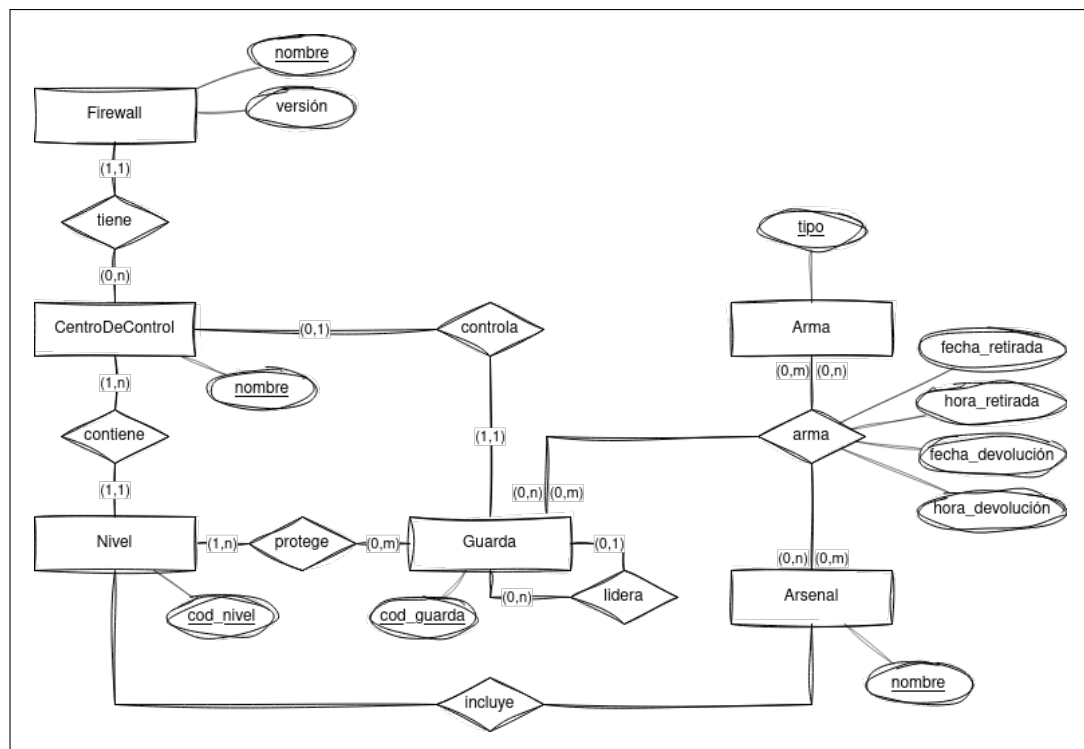 nombre
Firewall
versión
(1,1)
tiene
(0,n)
tipo
CentroDeControl
(0,1)
controla
Arma
fecha_retirada
(1,n)
nombre
(0,m) (0,n)
hora_retirada
contiene
(1,1)
arma
fecha_devolución
(1,1)
(0,n) (0,m)
hora_devolución
Nivel
(1,n)
protege
(0,m)
Guarda
(0,1)
(0,n) (0,m)
cod_nivel
cod_guarda
(0,n)
lidera
Arsenal
nombre
incluye